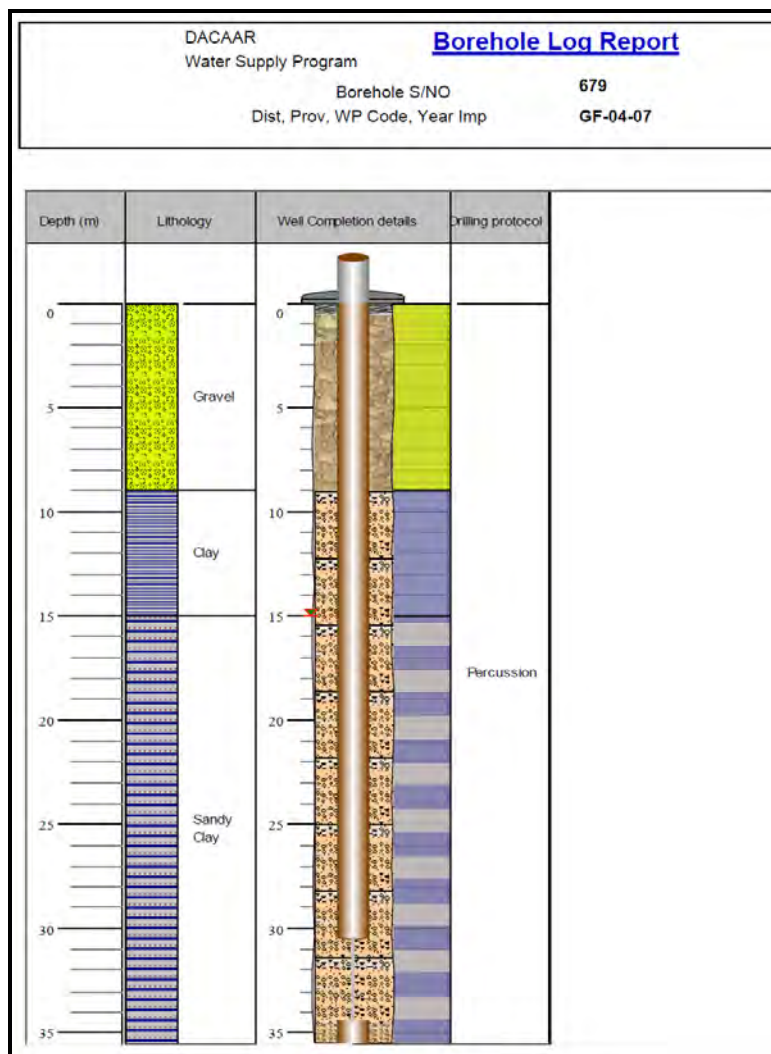 DACAAR
Borehole Log Report
Water Supply Program
Borehole S/NO 679
Dist, Prov, WP Code, Year Imp GF-04-07
Depth (m) Lithology Well Completion details Drilling protocol
0 0
5 Gravel 5
10 10
Clay
15 15
Percussion
20 20
25 Sandy 25
Clay
30 30
35 35